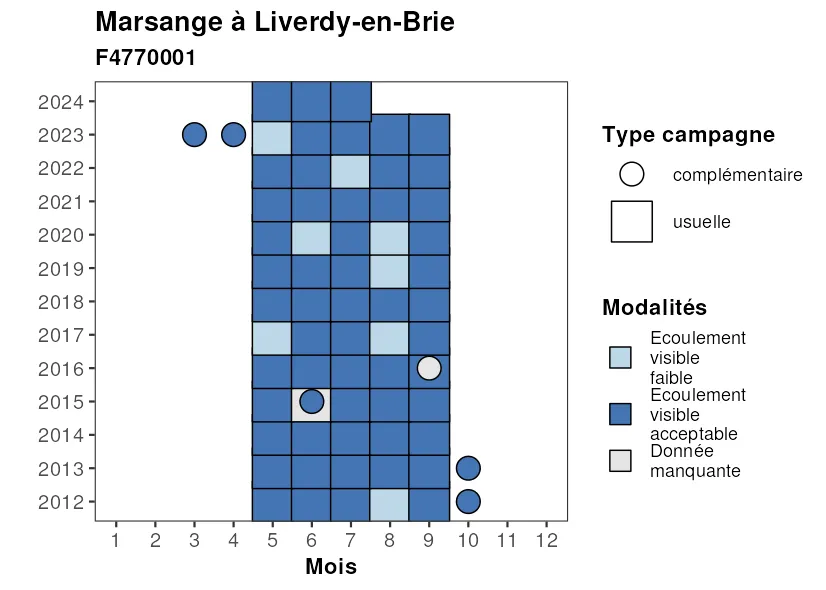 Marsange à Liverdy-en-Brie
F4770001
2024
2023
2022
2021
2020
2019
2018
2017
2016
2015
2014
2013
2012
1 2 3 4 5 6 7 8 9 10 11 12
Mois
Type campagne
complémentaire
usuelle
Modalités
Ecoulement
visible
faible
Ecoulement
visible
acceptable
Donnée
manquante